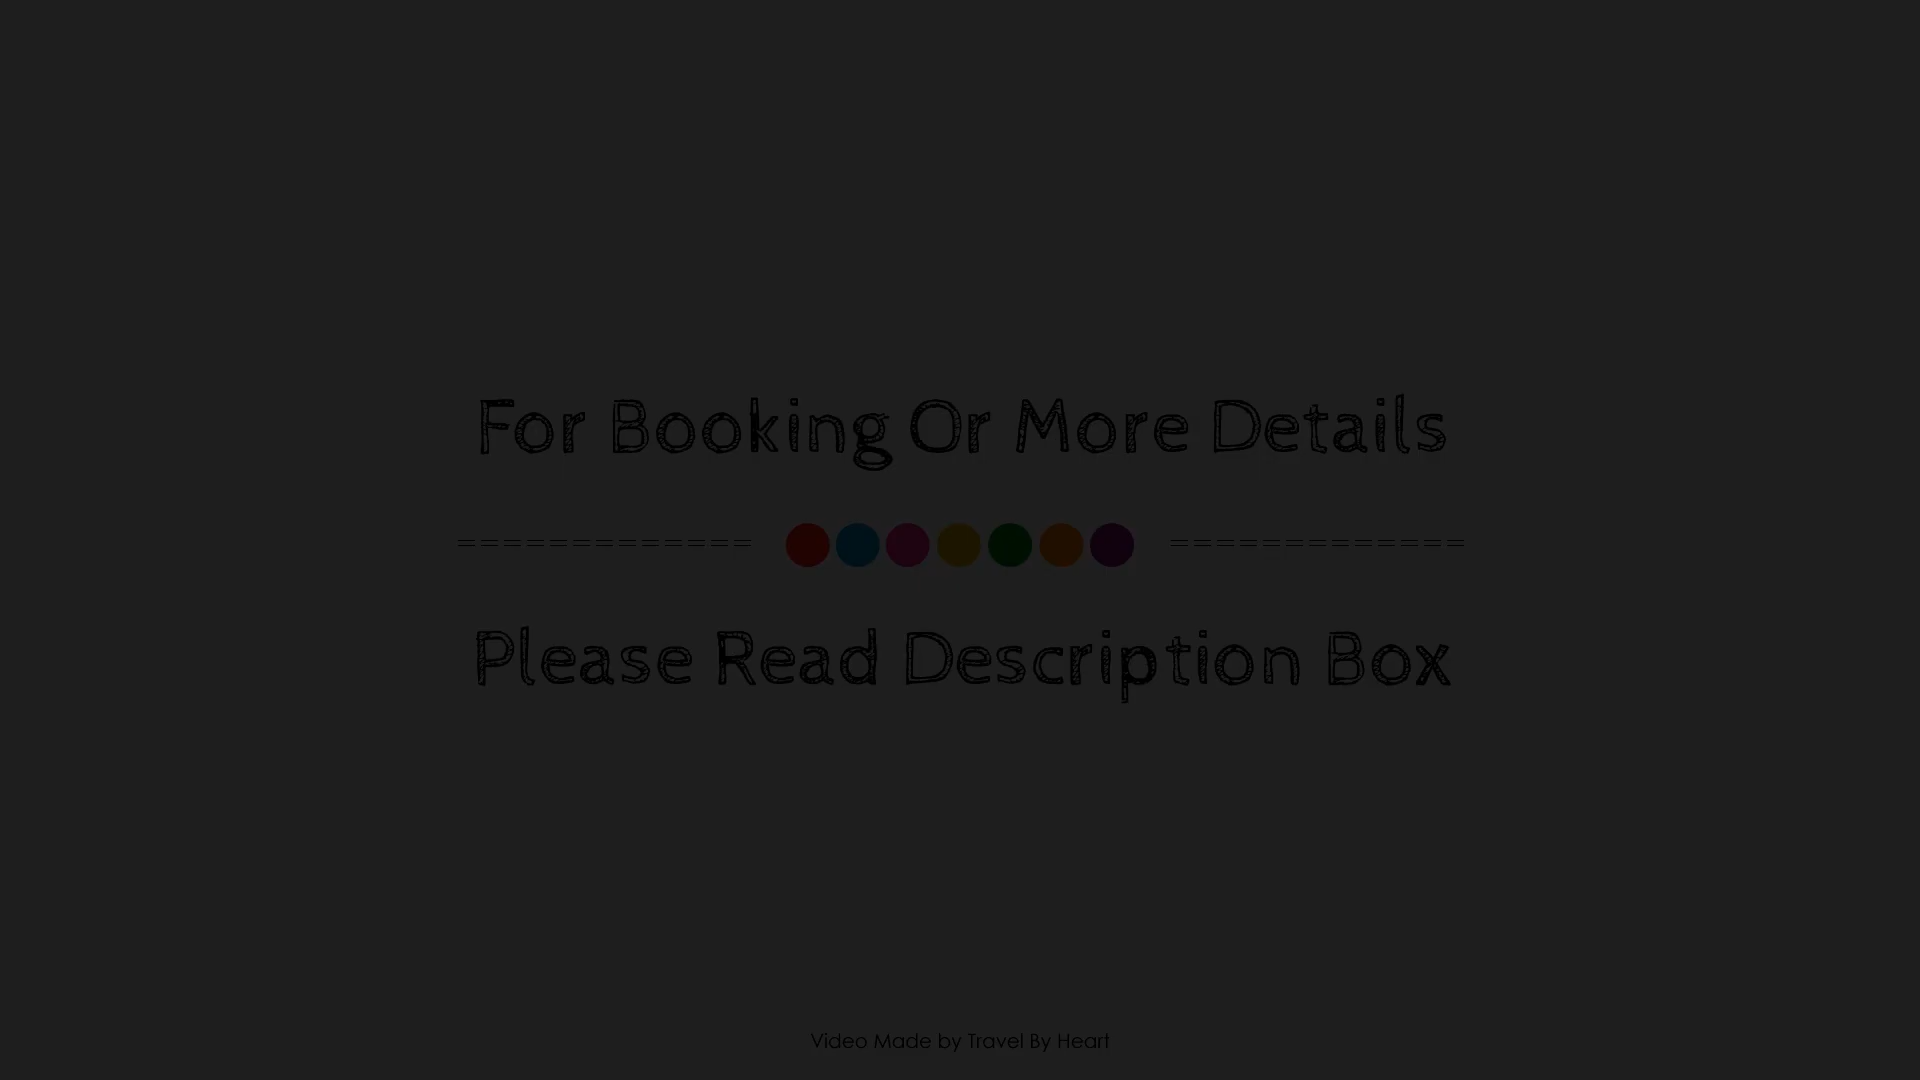 For Booking Or More Details
============= =============
Please Read Description Box
Video Made by Travel By Heart